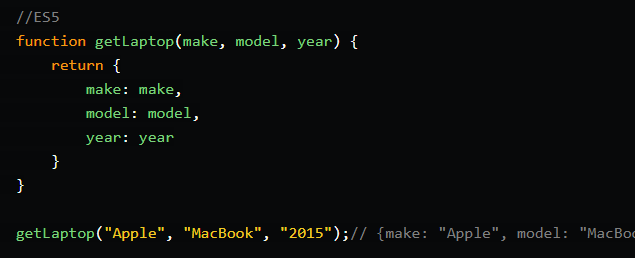 //ES5
function getLaptop(make, model, year) {
    return {
        make: make,
        model: model,
        year: year
    }
}

getLaptop("Apple", "MacBook", "2015");// {make: "Apple", model: "MacBoo